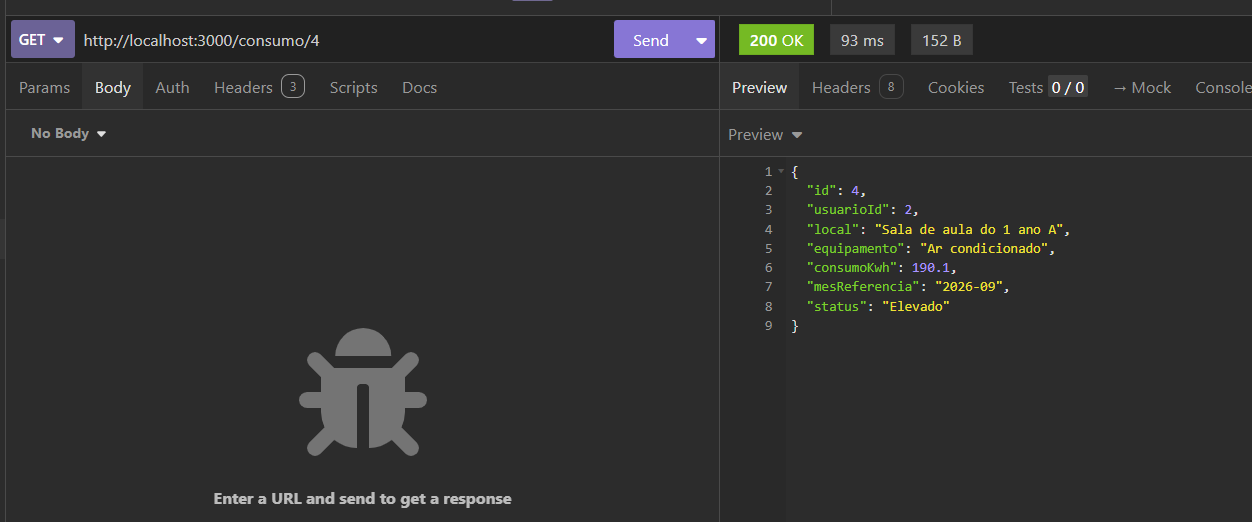 GET http://localhost:3000/consumo/4 Send 200 OK 93 ms 152 B
Params Body Auth Headers 3 Scripts Docs Preview Headers 8 Cookies Tests 0 / 0 → Mock Console
No Body Preview
1 {
2 "id": 4,
3 "usuarioId": 2,
4 "local": "Sala de aula do 1 ano A",
5 "equipamento": "Ar condicionado",
6 "consumoKwh": 190.1,
7 "mesReferencia": "2026-09",
8 "status": "Elevado"
9 }
Enter a URL and send to get a response